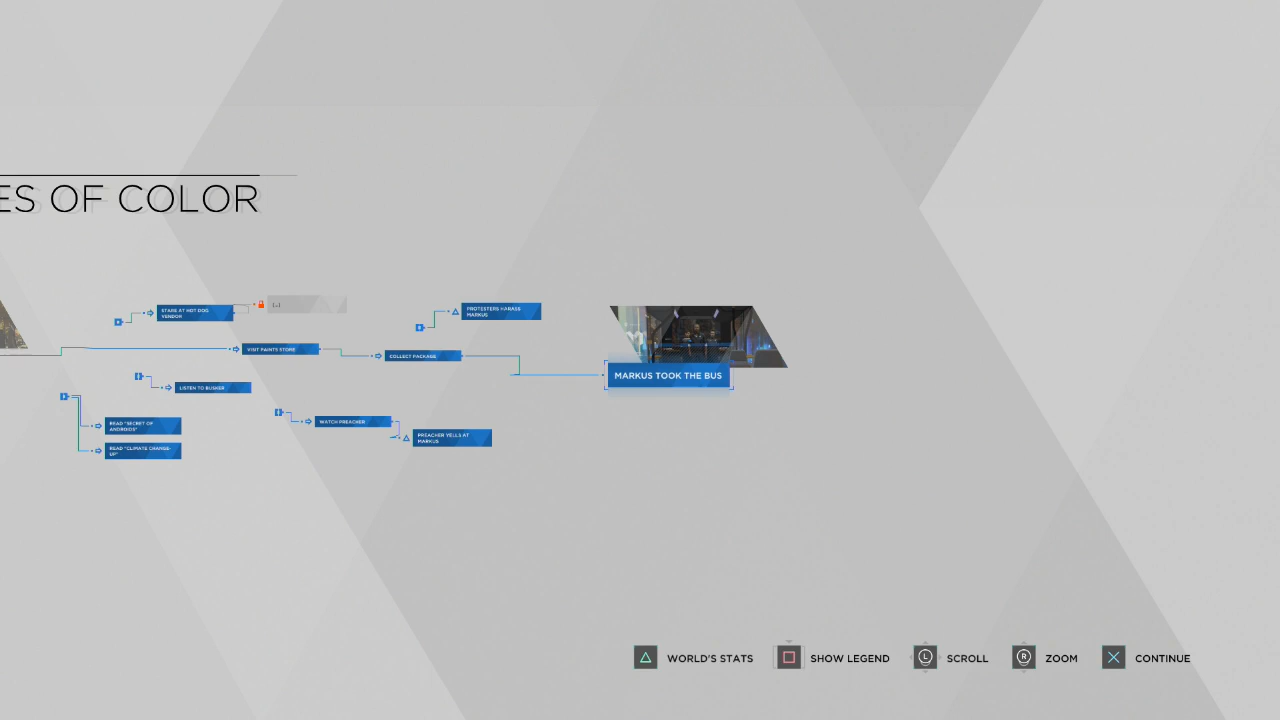 ES OF COLOR
STARE AT HOT DOG
VENDOR
PROTESTERS HARASS
MARKUS
VISIT PAINTS STORE
COLLECT PACKAGE
MARKUS TOOK THE BUS
LISTEN TO BUSKER
WATCH PREACHER
READ "SECRET OF
ANDROIDS"
PREACHER YELLS AT
MARKUS
READ "CLIMATE CHANGE-
UP"
WORLD'S STATS
SHOW LEGEND
L
SCROLL
R
ZOOM
CONTINUE